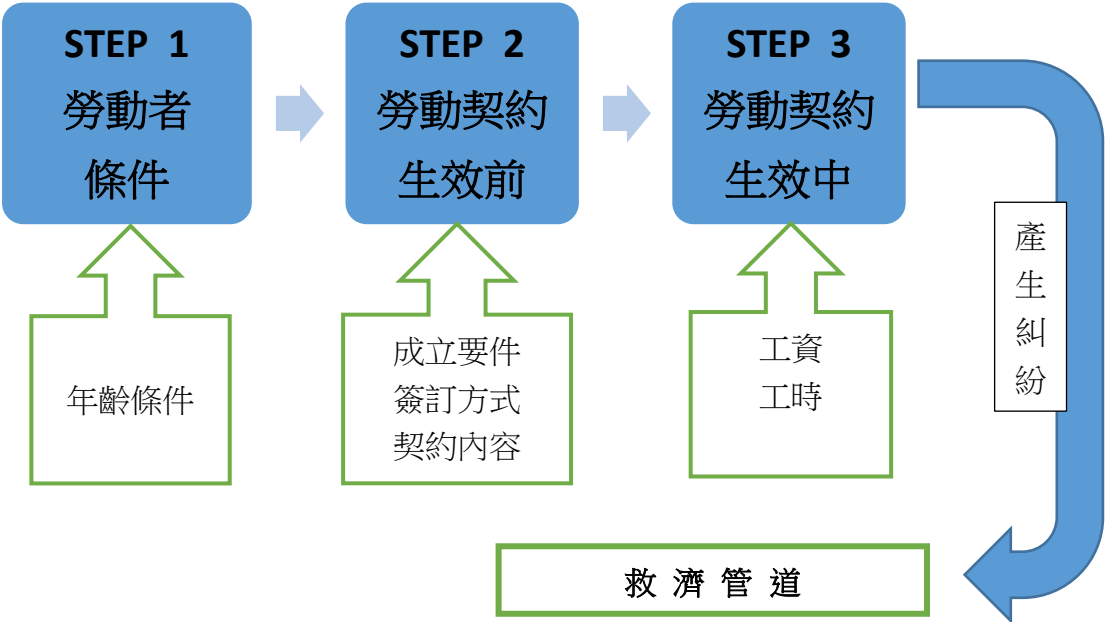 STEP 1
勞動者
條件
STEP 2
勞動契約
生效前
STEP 3
勞動契約
生效中
年齡條件
成立要件
簽訂方式
契約內容
工資
工時
產
生
糾
紛
救濟管道